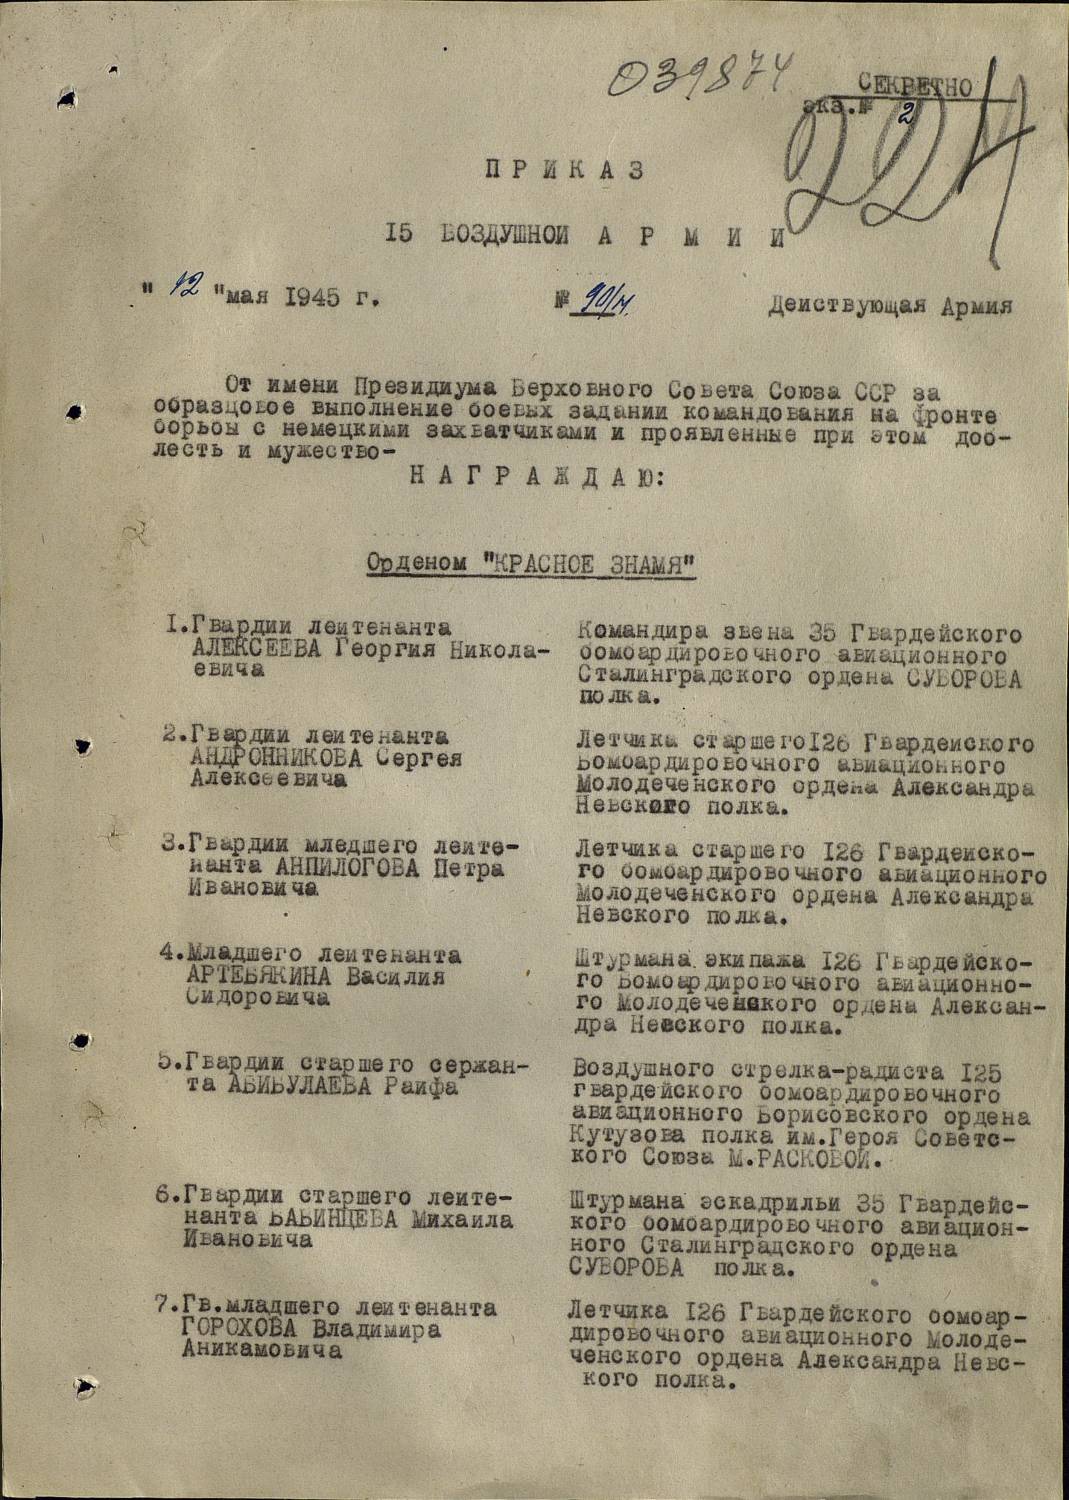 039874
СЕКРЕТНО
экз.№ 2
224
ПРИКАЗ
15 ВОЗДУШНОЙ АРМИИ
"12" мая 1945 г. № 90/н. Действующая Армия
От имени Президиума Верховного Совета Союза ССР за
образцовое выполнение боевых заданий командования на фронте
борьбы с немецкими захватчиками и проявленные при этом доб-
лесть и мужество-
НАГРАЖДАЮ:
Орденом "КРАСНОЕ ЗНАМЯ"
1.Гвардии лейтенанта
АЛЕКСЕЕВА Георгия Никола-
евича
Командира звена 35 Гвардейского
бомбардировочного авиационного
Сталинградского ордена СУВОРОВА
полка.
2.Гвардии лейтенанта
АНДРОННИКОВА Сергея
Алексеевича
Летчика старшего 126 Гвардейского
Бомбардировочного авиационного
Молодеченского ордена Александра
Невского полка.
3.Гвардии мледшего лейте-
нанта АНПИЛОГОВА Петра
Ивановича
Летчика старшего 126 Гвардейско-
го бомбардировочного авиационного
Молодеченского ордена Александра
Невского полка.
4.Младшего лейтенанта
АРТЕВЯКИНА Василия
Сидоровича
Штурмана экипажа 126 Гвардейско-
го Бомбардировочного авиационно-
го Молодеченского ордена Алексан-
дра Невского полка.
5.Гвардии старшего сержан-
та АБИБУЛАЕВА Раифа
Воздушного стрелка-радиста 125
гвардейского бомбардировочного
авиационного Борисовского ордена
Кутузова полка им.Героя Советс-
кого Союза М.РАСКОВОЙ.
6.Гвардии старшего лейте-
нанта БАБИНЦЕВА Михаила
Ивановича
Штурмана эскадрильи 35 Гвардейс-
кого бомбардировочного авиацион-
ного Сталинградского ордена
СУВОРОВА полка.
7.Гв.младшего лейтенанта
ГОРОХОВА Владимира
Аникамовича
Летчика 126 Гвардейского бомбар-
дировочного авиационного Молоде-
ченского ордена Александра Невс-
кого полка.